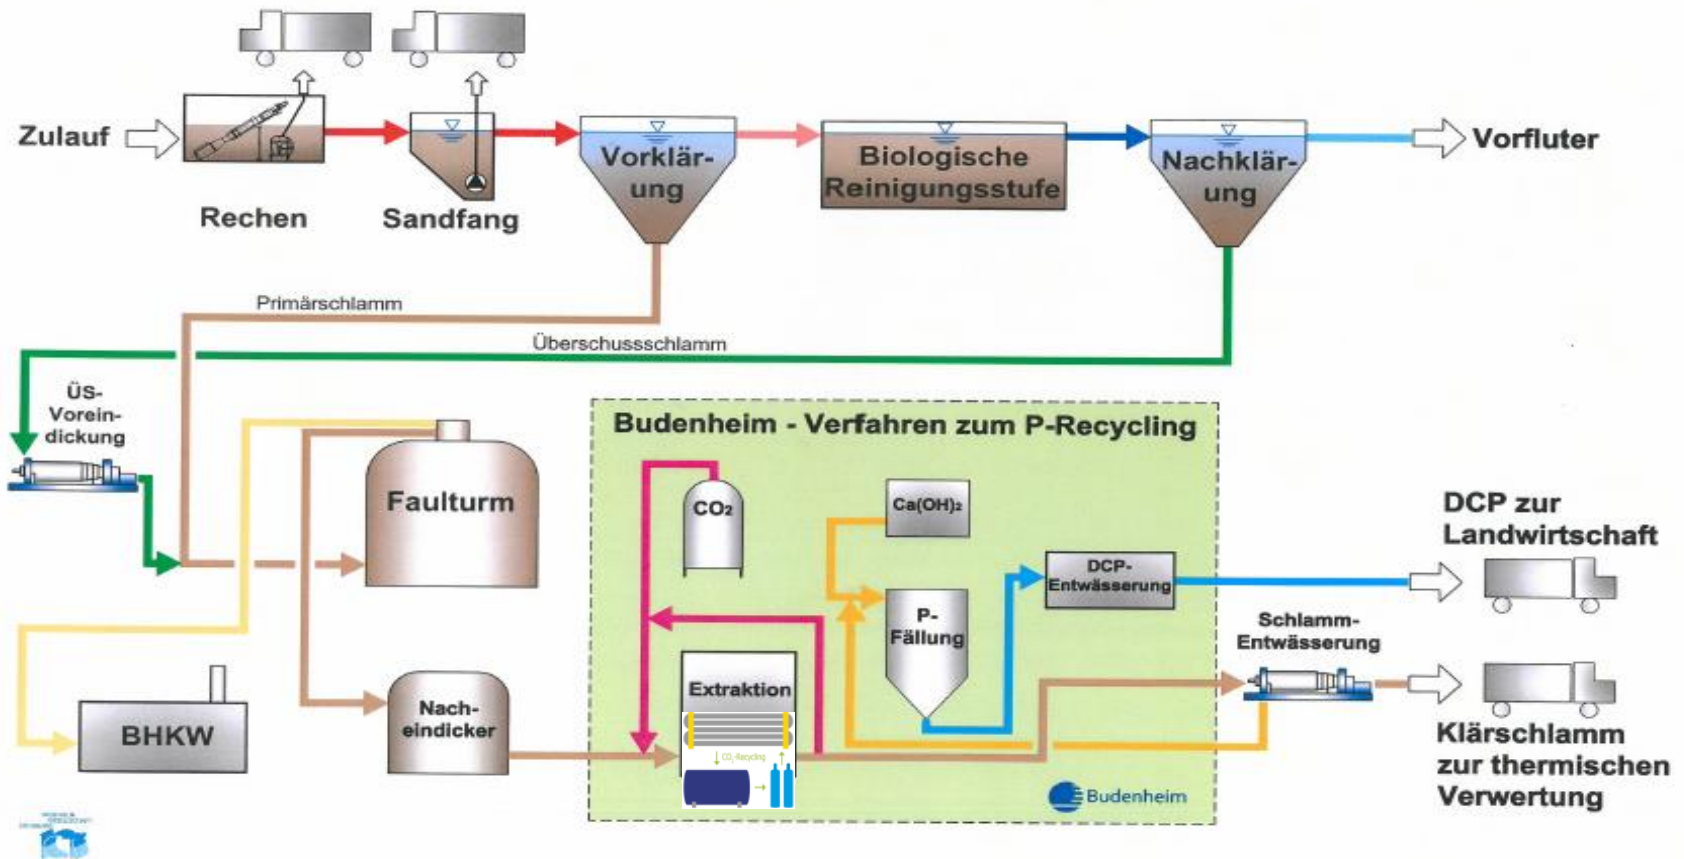 Zulauf
Rechen
Sandfang
Vorklär-
ung
Biologische
Reinigungsstufe
Nachklär-
ung
Vorfluter
Primärschlamm
Überschussschlamm
ÜS-
Vorein-
dickung
Faulturm
BHKW
Nach-
eindicker
Budenheim - Verfahren zum P-Recycling
CO₂
Ca(OH)₂
P-
Fällung
DCP-
Entwässerung
Extraktion
CO₂-Recycling
Budenheim
DCP zur
Landwirtschaft
Schlamm-
Entwässerung
Klärschlamm
zur thermischen
Verwertung